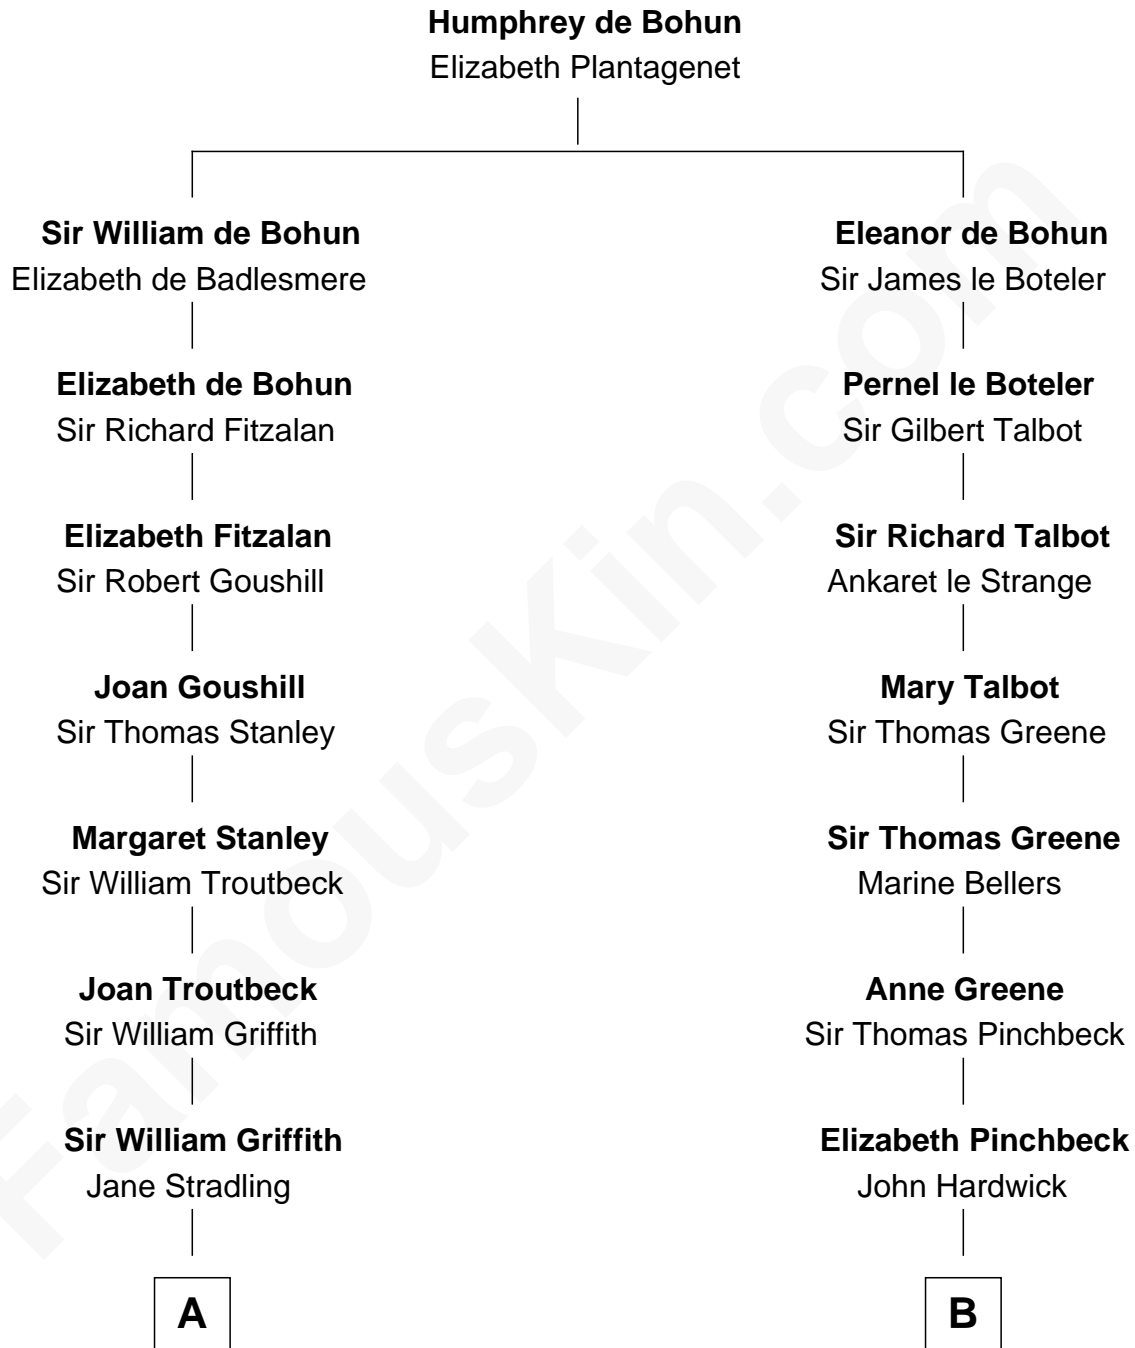 Humphrey de Bohun
Elizabeth Plantagenet
Sir William de Bohun
Elizabeth de Badlesmere
Eleanor de Bohun
Sir James le Boteler
Elizabeth de Bohun
Sir Richard Fitzalan
Pernel le Boteler
Sir Gilbert Talbot
Elizabeth Fitzalan
Sir Robert Goushill
Sir Richard Talbot
Ankaret le Strange
Joan Goushill
Sir Thomas Stanley
Mary Talbot
Sir Thomas Greene
Margaret Stanley
Sir William Troutbeck
Sir Thomas Greene
Marine Bellers
Joan Troutbeck
Sir William Griffith
Anne Greene
Sir Thomas Pinchbeck
Sir William Griffith
Jane Stradling
Elizabeth Pinchbeck
John Hardwick
A
B
FamousKin.com